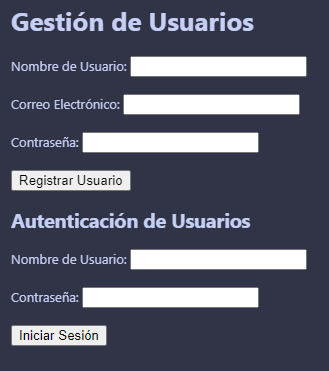 Gestión de Usuarios
Nombre de Usuario:
Correo Electrónico:
Contraseña:
Registrar Usuario
Autenticación de Usuarios
Nombre de Usuario:
Contraseña:
Iniciar Sesión